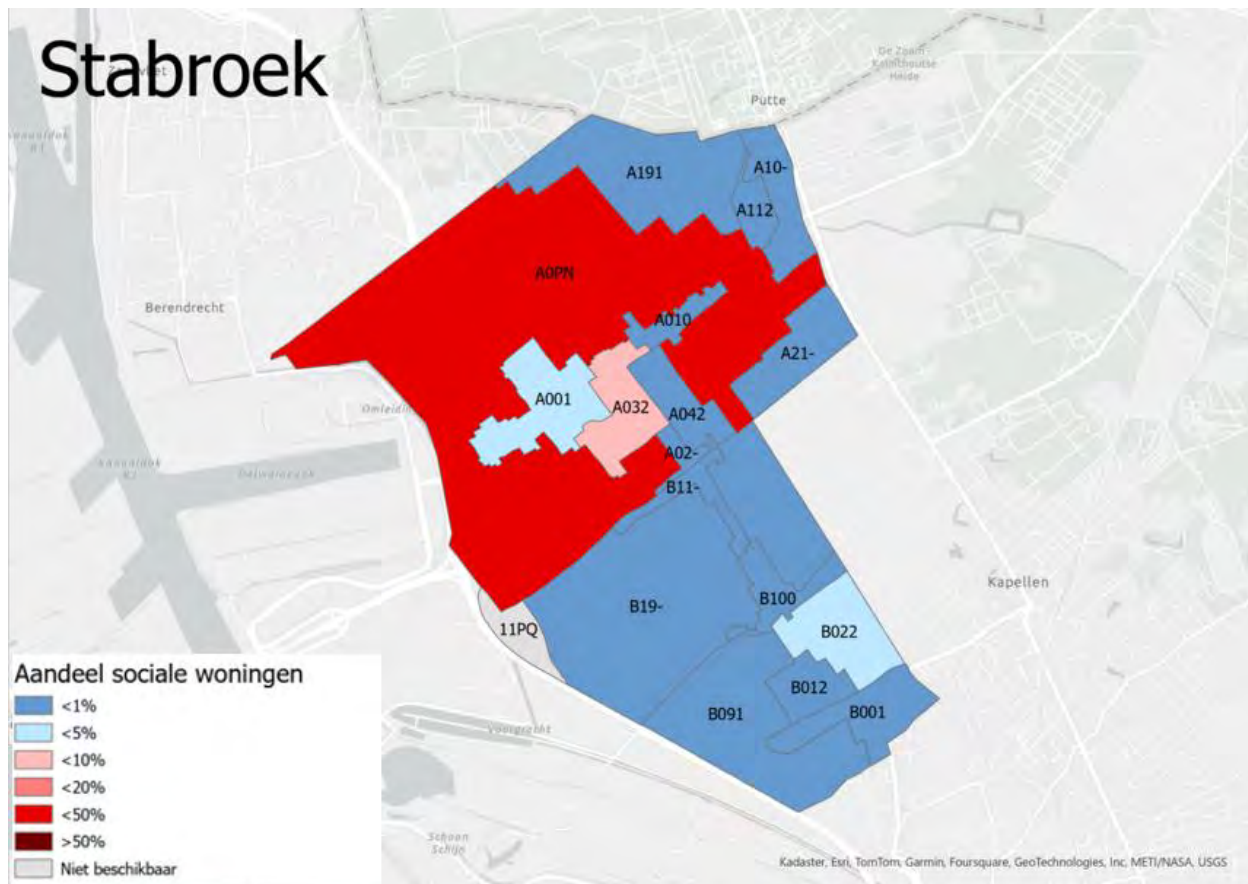 Stabroek
De Zoom -
Kalmthoutse
Heide
Putte
A191
A10-
A112
A0PN
Berendrecht
A010
A21-
A001
A032
A042
A02-
B11-
Kapellen
B100
B19-
B022
11PQ
B012
B091
B001
Aandeel sociale woningen
<1%
<5%
<10%
<20%
<50%
>50%
Niet beschikbaar
Voorgracht
Schoon
Schijn
Kadaster, Esri, TomTom, Garmin, Foursquare, GeoTechnologies, Inc, METI/NASA, USGS